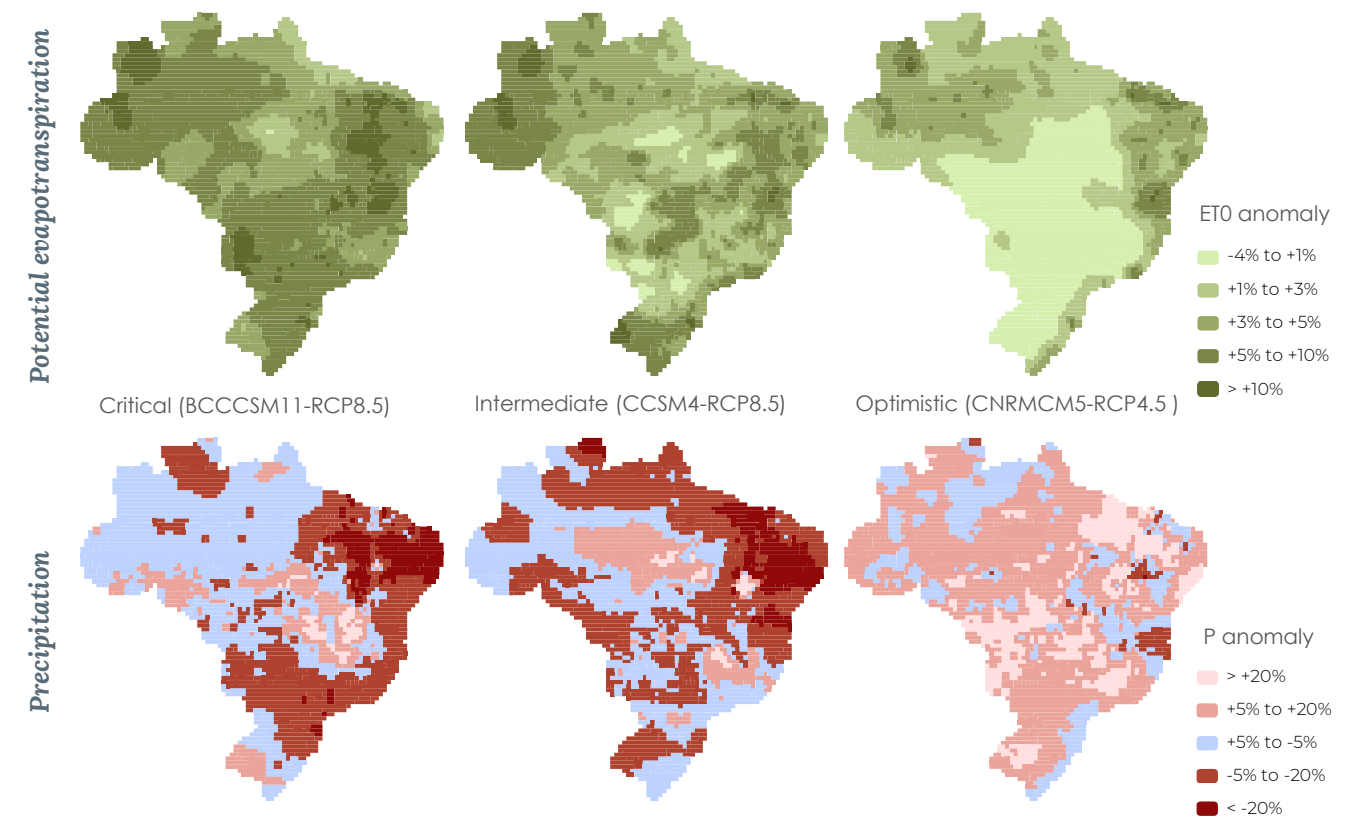 Potential evapotranspiration
ET0 anomaly
-4% to +1%
+1% to +3%
+3% to +5%
+5% to +10%
> +10%
Critical (BCCCSM11-RCP8.5)
Intermediate (CCSM4-RCP8.5)
Optimistic (CNRMCM5-RCP4.5 )
Precipitation
P anomaly
> +20%
+5% to +20%
+5% to -5%
-5% to -20%
< -20%